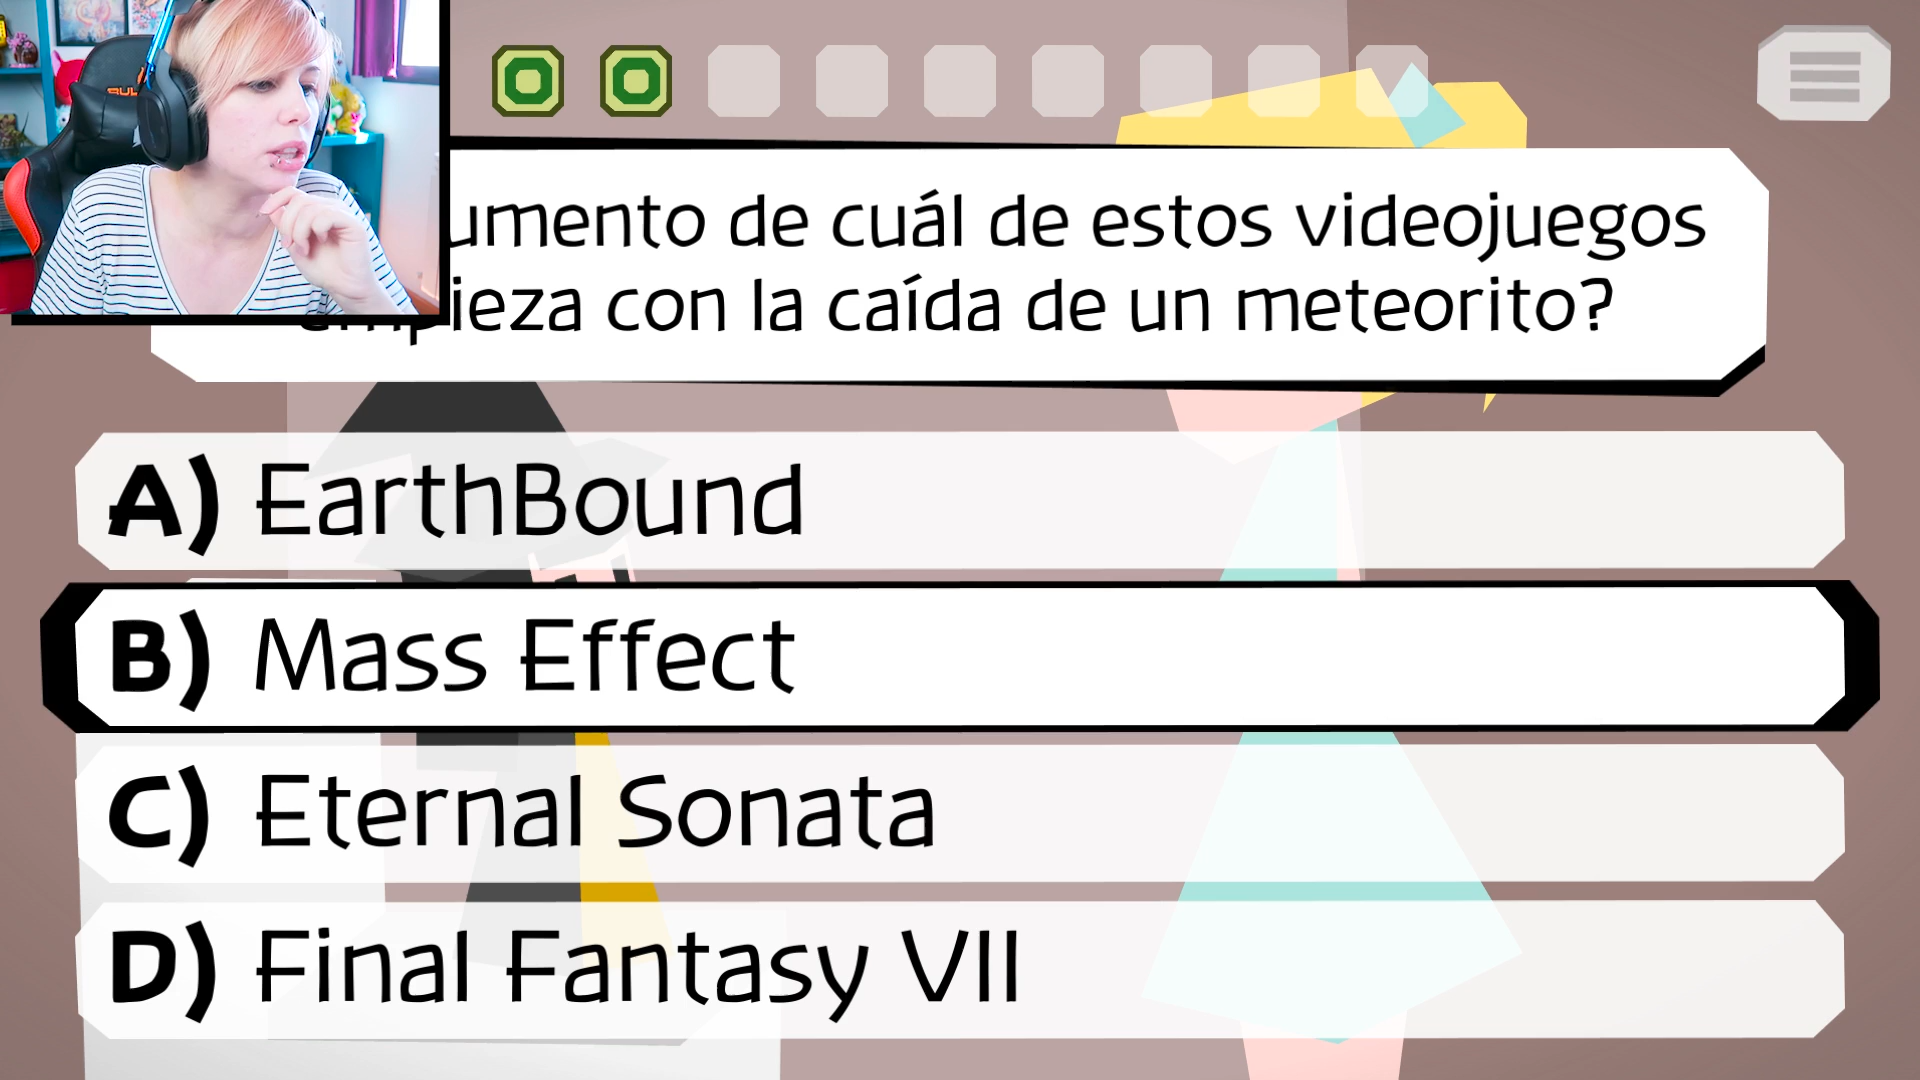 umento de cuál de estos videojuegos
empieza con la caída de un meteorito?
A) EarthBound
B) Mass Effect
C) Eternal Sonata
D) Final Fantasy VII